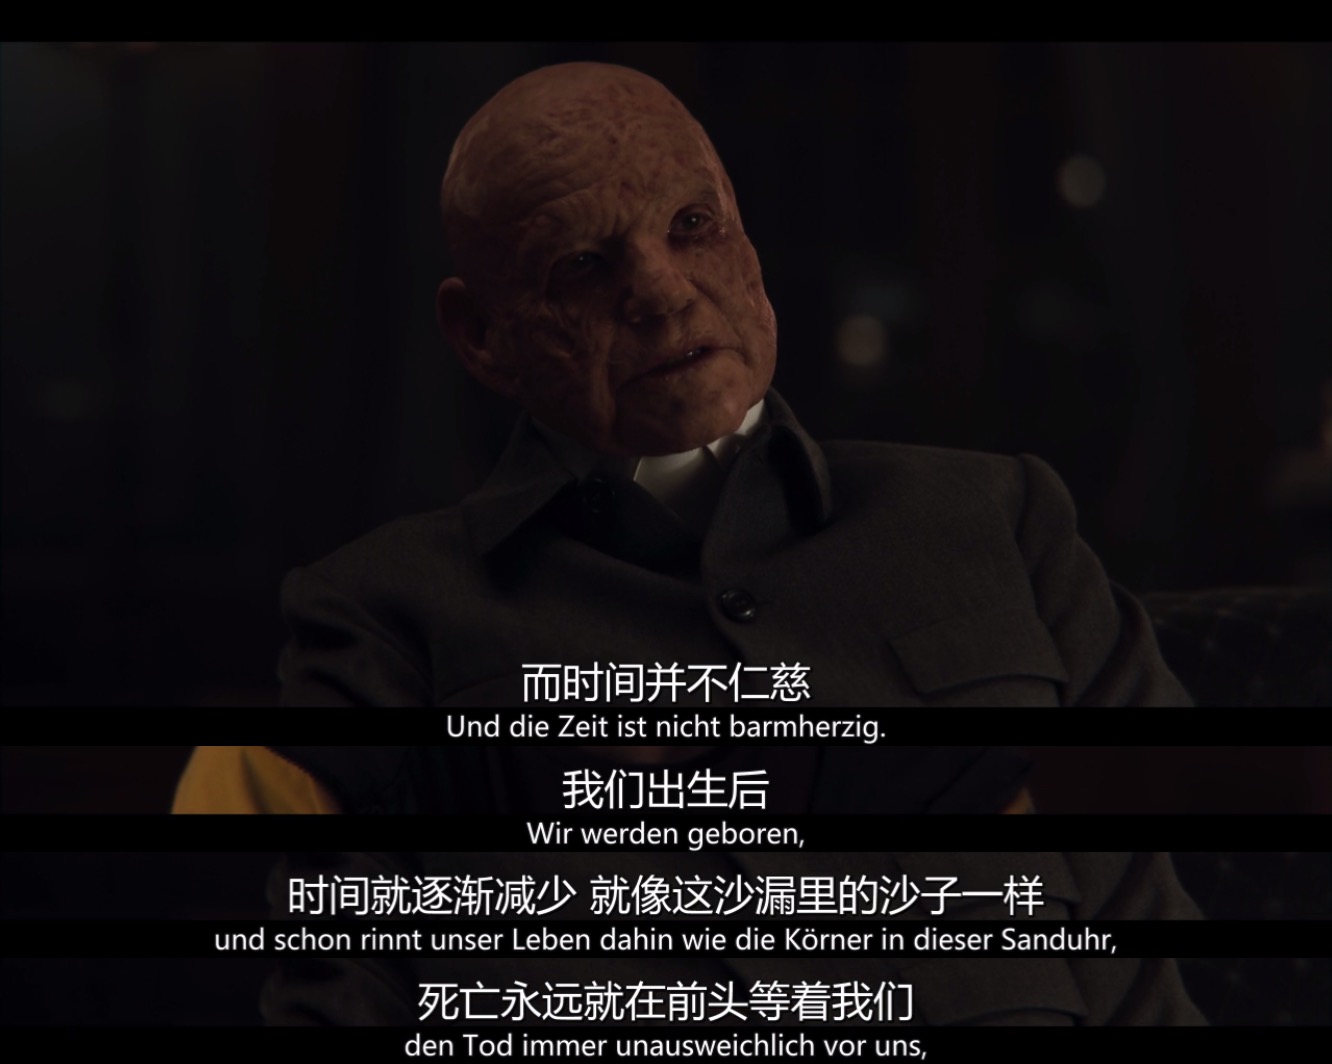 而时间并不仁慈
Und die Zeit ist nicht barmherzig.
我们出生后
Wir werden geboren,
时间就逐渐减少 就像这沙漏里的沙子一样
und schon rinnt unser Leben dahin wie die Körner in dieser Sanduhr,
死亡永远就在前头等着我们
den Tod immer unausweichlich vor uns,